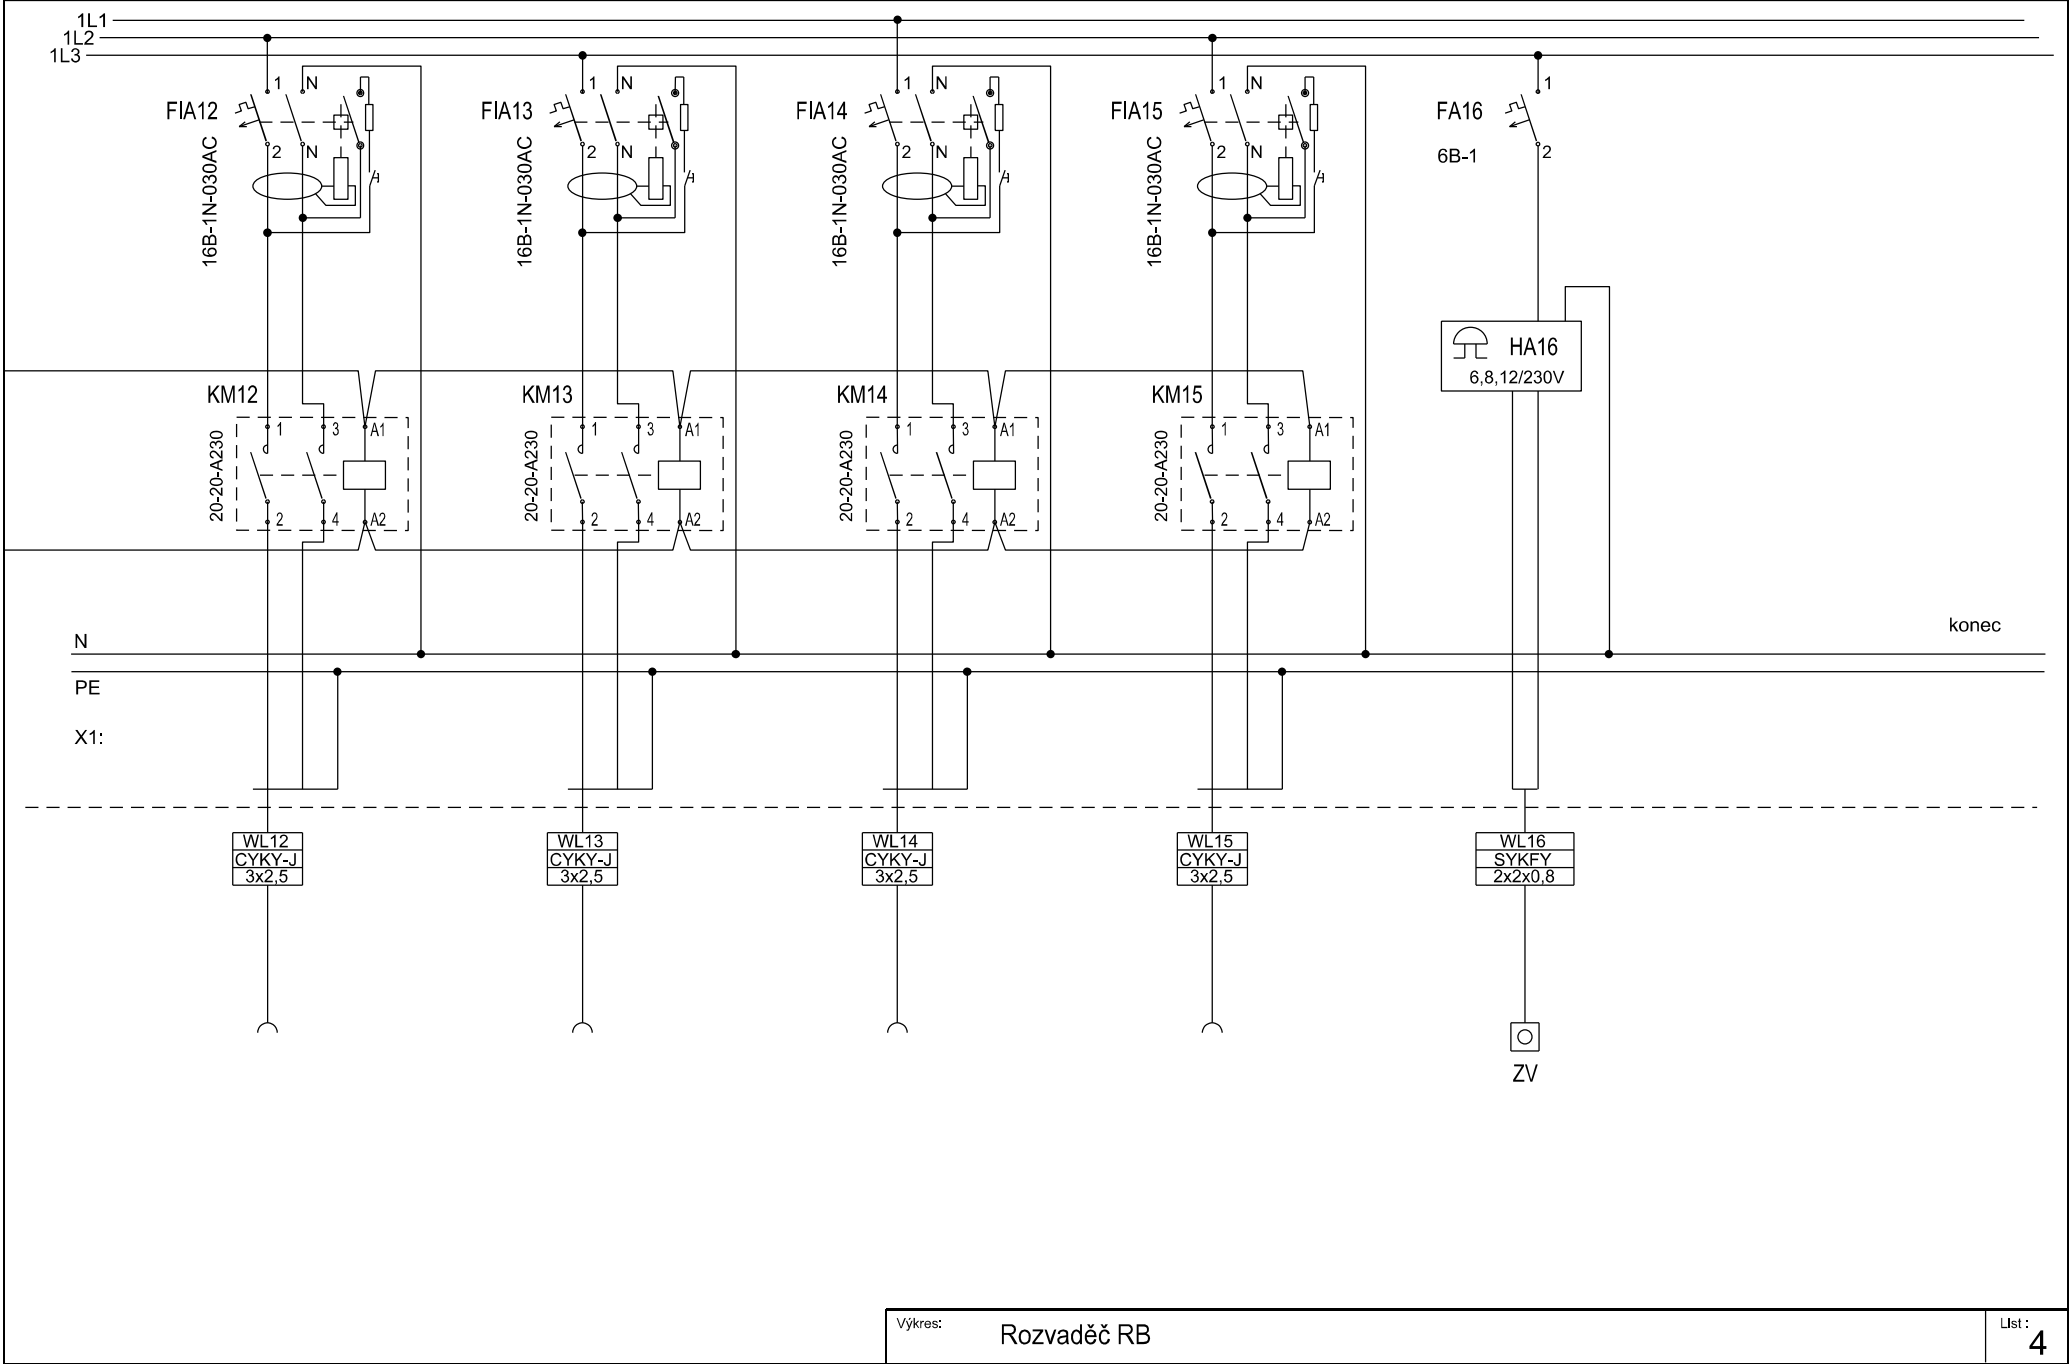 1L1
1L2
1L3
FIA12
1
N
2
N
16B-1N-030AC
FIA13
1
N
2
N
16B-1N-030AC
FIA14
1
N
2
N
16B-1N-030AC
FIA15
1
N
2
N
16B-1N-030AC
FA16
1
6B-1
2
HA16
6,8,12/230V
KM12
20-20-A230
1
3
A1
2
4
A2
KM13
20-20-A230
1
3
A1
2
4
A2
KM14
20-20-A230
1
3
A1
2
4
A2
KM15
20-20-A230
1
3
A1
2
4
A2
konec
N
PE
X1:
WL12
CYKY-J
3x2,5
WL13
CYKY-J
3x2,5
WL14
CYKY-J
3x2,5
WL15
CYKY-J
3x2,5
WL16
SYKFY
2x2x0,8
ZV
Výkres:
Rozvaděč RB
List :
4